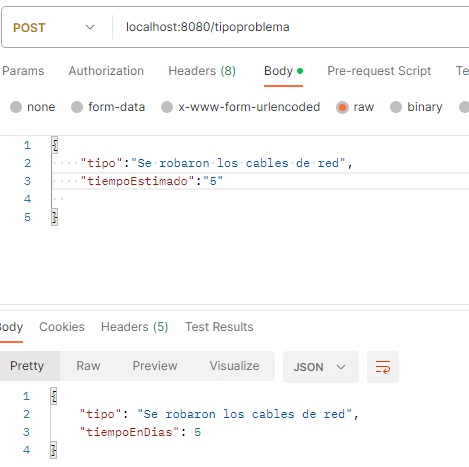 POST localhost:8080/tipoproblema
Params Authorization Headers (8) Body Pre-request Script Te
none form-data x-www-form-urlencoded raw binary
1 {
2 "tipo":"Se robaron los cables de red",
3 "tiempoEstimado":"5"
4
5 }
Body Cookies Headers (5) Test Results
Pretty Raw Preview Visualize JSON
1 {
2 "tipo": "Se robaron los cables de red",
3 "tiempoEnDias": 5
4 }